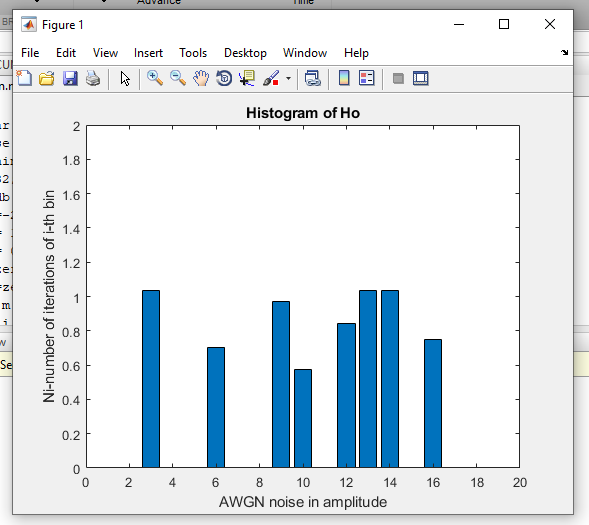 Advance
Time
Figure 1
File Edit View Insert Tools Desktop Window Help
Histogram of Ho
2
1.8
1.6
1.4
1.2
1
0.8
0.6
0.4
0.2
0
Ni-number of iterations of i-th bin
0 2 4 6 8 10 12 14 16 18 20
AWGN noise in amplitude